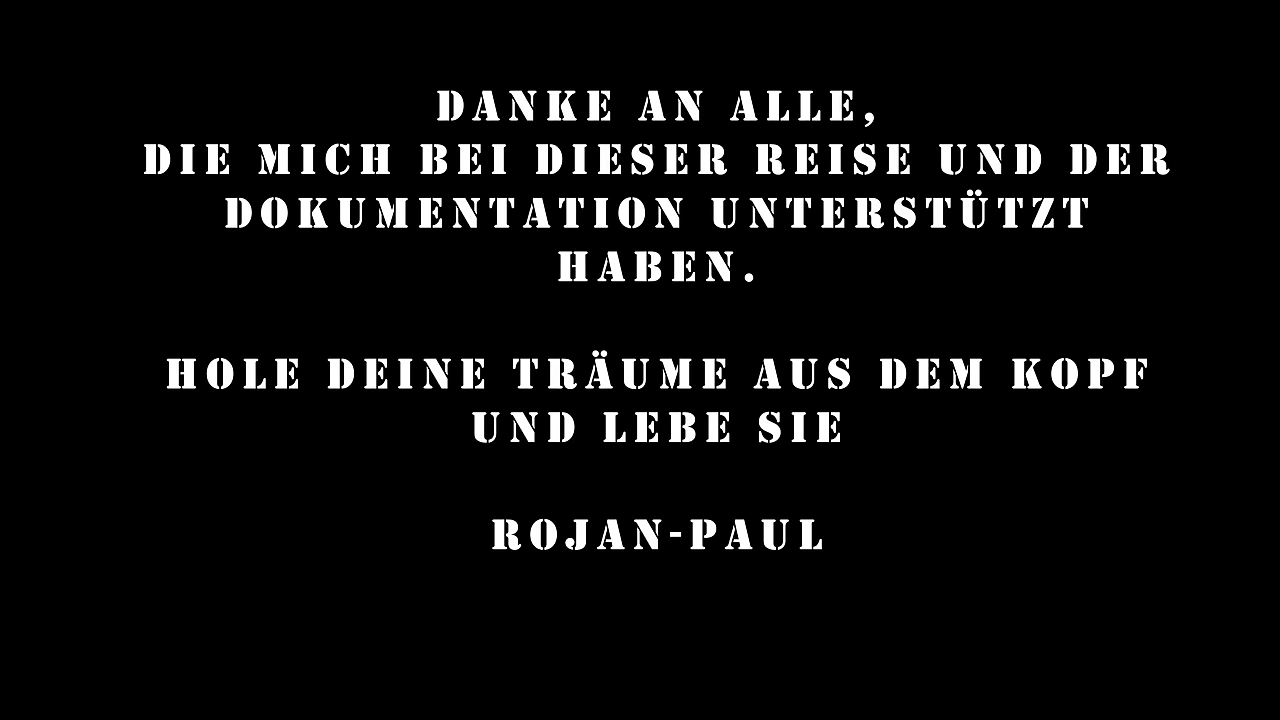 DANKE AN ALLE,
DIE MICH BEI DIESER REISE UND DER
DOKUMENTATION UNTERSTÜTZT
HABEN.
HOLE DEINE TRÄUME AUS DEM KOPF
UND LEBE SIE
ROJAN-PAUL